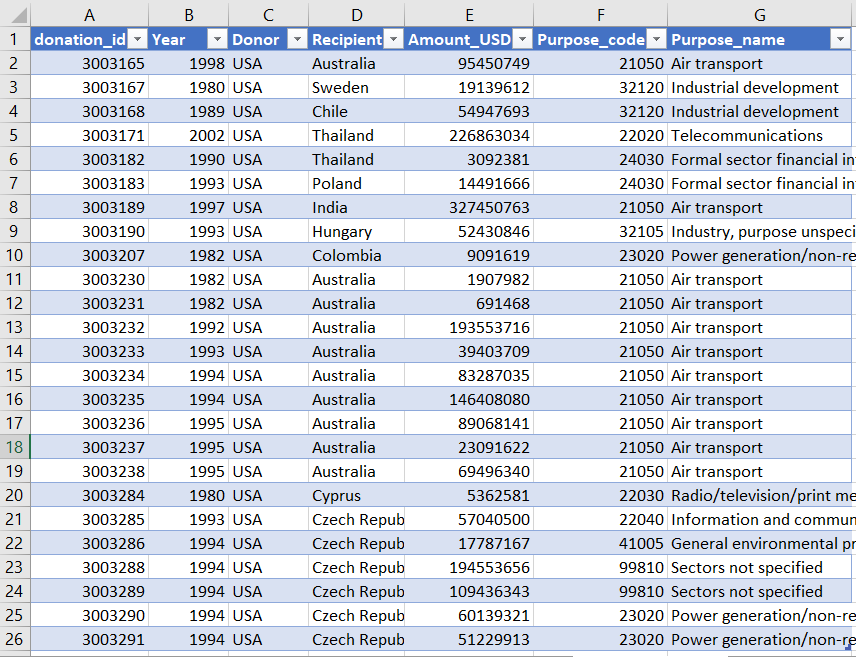 A B C D E F G
1 donation_id Year Donor Recipient Amount_USD Purpose_code Purpose_name
2 3003165 1998 USA Australia 95450749 21050 Air transport
3 3003167 1980 USA Sweden 19139612 32120 Industrial development
4 3003168 1989 USA Chile 54947693 32120 Industrial development
5 3003171 2002 USA Thailand 226863034 22020 Telecommunications
6 3003182 1990 USA Thailand 3092381 24030 Formal sector financial in
7 3003183 1993 USA Poland 14491666 24030 Formal sector financial in
8 3003189 1997 USA India 327450763 21050 Air transport
9 3003190 1993 USA Hungary 52430846 32105 Industry, purpose unspeci
10 3003207 1982 USA Colombia 9091619 23020 Power generation/non-re
11 3003230 1982 USA Australia 1907982 21050 Air transport
12 3003231 1982 USA Australia 691468 21050 Air transport
13 3003232 1992 USA Australia 193553716 21050 Air transport
14 3003233 1993 USA Australia 39403709 21050 Air transport
15 3003234 1994 USA Australia 83287035 21050 Air transport
16 3003235 1994 USA Australia 146408080 21050 Air transport
17 3003236 1995 USA Australia 89068141 21050 Air transport
18 3003237 1995 USA Australia 23091622 21050 Air transport
19 3003238 1995 USA Australia 69496340 21050 Air transport
20 3003284 1980 USA Cyprus 5362581 22030 Radio/television/print me
21 3003285 1993 USA Czech Repub 57040500 22040 Information and commun
22 3003286 1994 USA Czech Repub 17787167 41005 General environmental pr
23 3003288 1994 USA Czech Repub 194553656 99810 Sectors not specified
24 3003289 1994 USA Czech Repub 109436343 99810 Sectors not specified
25 3003290 1994 USA Czech Repub 60139321 23020 Power generation/non-re
26 3003291 1994 USA Czech Repub 51229913 23020 Power generation/non-re